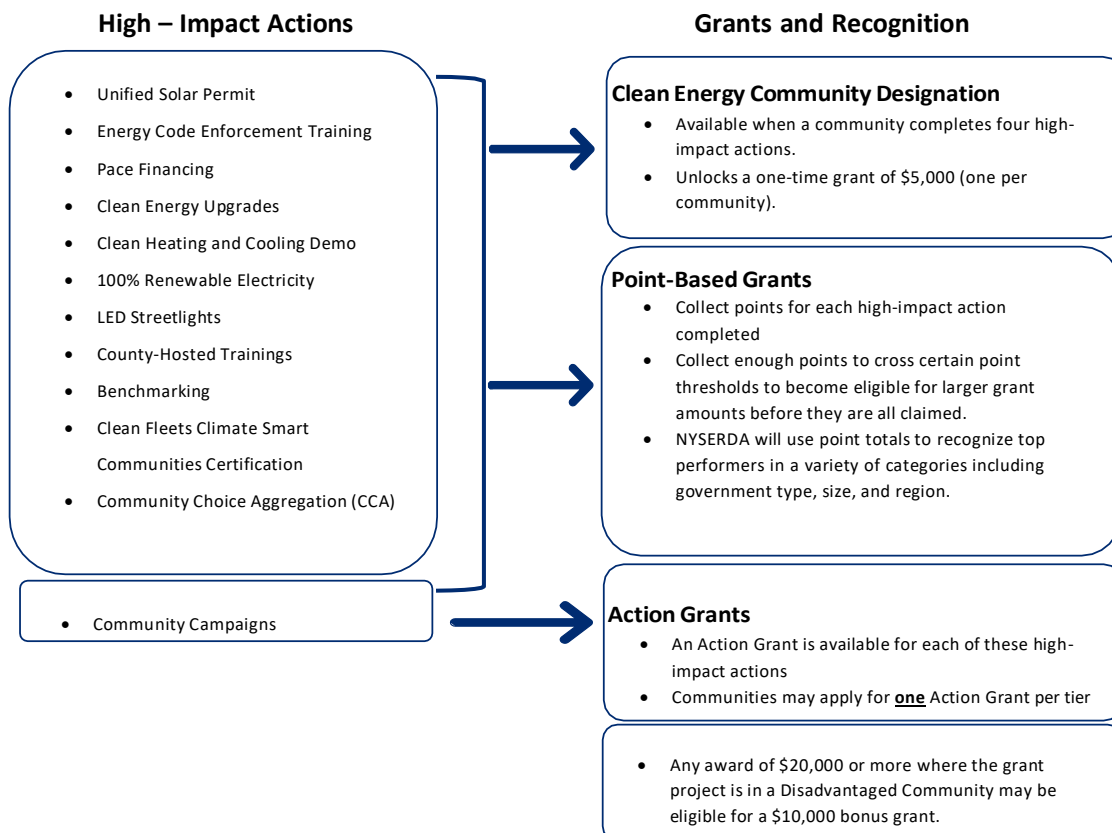 High – Impact Actions
• Unified Solar Permit
• Energy Code Enforcement Training
• Pace Financing
• Clean Energy Upgrades
• Clean Heating and Cooling Demo
• 100% Renewable Electricity
• LED Streetlights
• County-Hosted Trainings
• Benchmarking
• Clean Fleets Climate Smart
Communities Certification
• Community Choice Aggregation (CCA)
• Community Campaigns
Grants and Recognition
Clean Energy Community Designation
• Available when a community completes four high-
impact actions.
• Unlocks a one-time grant of $5,000 (one per
community).
Point-Based Grants
• Collect points for each high-impact action
completed
• Collect enough points to cross certain point
thresholds to become eligible for larger grant
amounts before they are all claimed.
• NYSERDA will use point totals to recognize top
performers in a variety of categories including
government type, size, and region.
Action Grants
• An Action Grant is available for each of these high-
impact actions
• Communities may apply for one Action Grant per tier
• Any award of $20,000 or more where the grant
project is in a Disadvantaged Community may be
eligible for a $10,000 bonus grant.